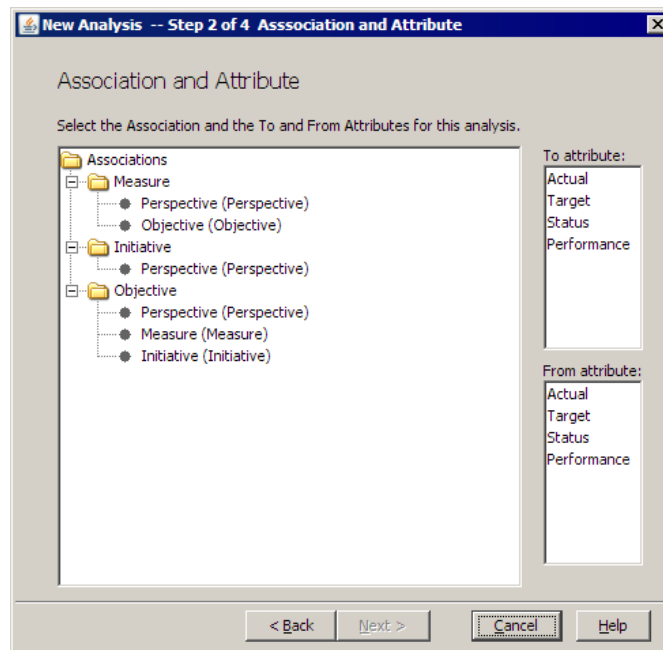 New Analysis -- Step 2 of 4 Asssociation and Attribute
Association and Attribute
Select the Association and the To and From Attributes for this analysis.
Associations
Measure
Perspective (Perspective)
Objective (Objective)
Initiative
Perspective (Perspective)
Objective
Perspective (Perspective)
Measure (Measure)
Initiative (Initiative)
To attribute:
Actual
Target
Status
Performance
From attribute:
Actual
Target
Status
Performance
< Back
Next >
Cancel
Help